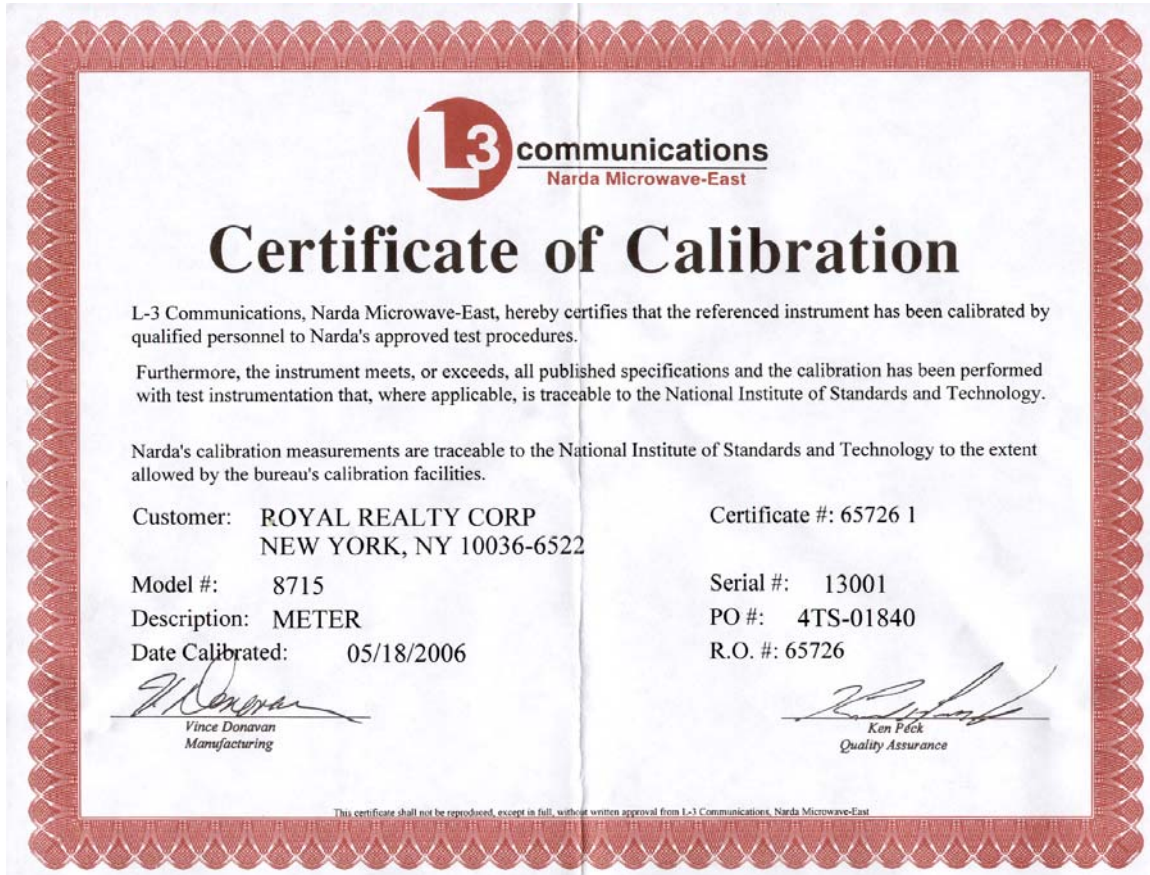 L3 communications
Narda Microwave-East
Certificate of Calibration
L-3 Communications, Narda Microwave-East, hereby certifies that the referenced instrument has been calibrated by
qualified personnel to Narda's approved test procedures.
Furthermore, the instrument meets, or exceeds, all published specifications and the calibration has been performed
with test instrumentation that, where applicable, is traceable to the National Institute of Standards and Technology.
Narda's calibration measurements are traceable to the National Institute of Standards and Technology to the extent
allowed by the bureau's calibration facilities.
Customer: ROYAL REALTY CORP
NEW YORK, NY 10036-6522
Certificate #: 65726 1
Model #: 8715
Serial #: 13001
Description: METER
PO #: 4TS-01840
Date Calibrated: 05/18/2006
R.O. #: 65726
V Donovan
Vince Donavan
Manufacturing
Ken Peck
Quality Assurance
This certificate shall not be reproduced, except in full, without written approval from L-3 Communications, Narda Microwave-East